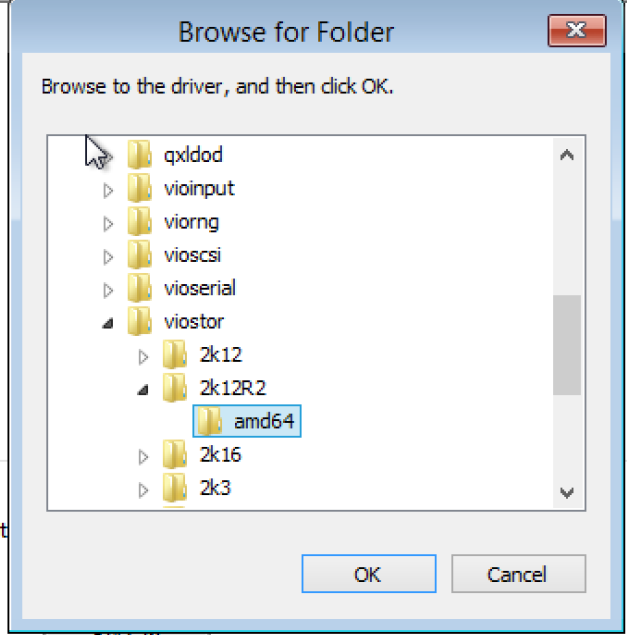 Browse for Folder
Browse to the driver, and then click OK.
qxldod
vioinput
viorng
vioscsi
vioserial
viostor
2k12
2k12R2
amd64
2k16
2k3
t
OK
Cancel